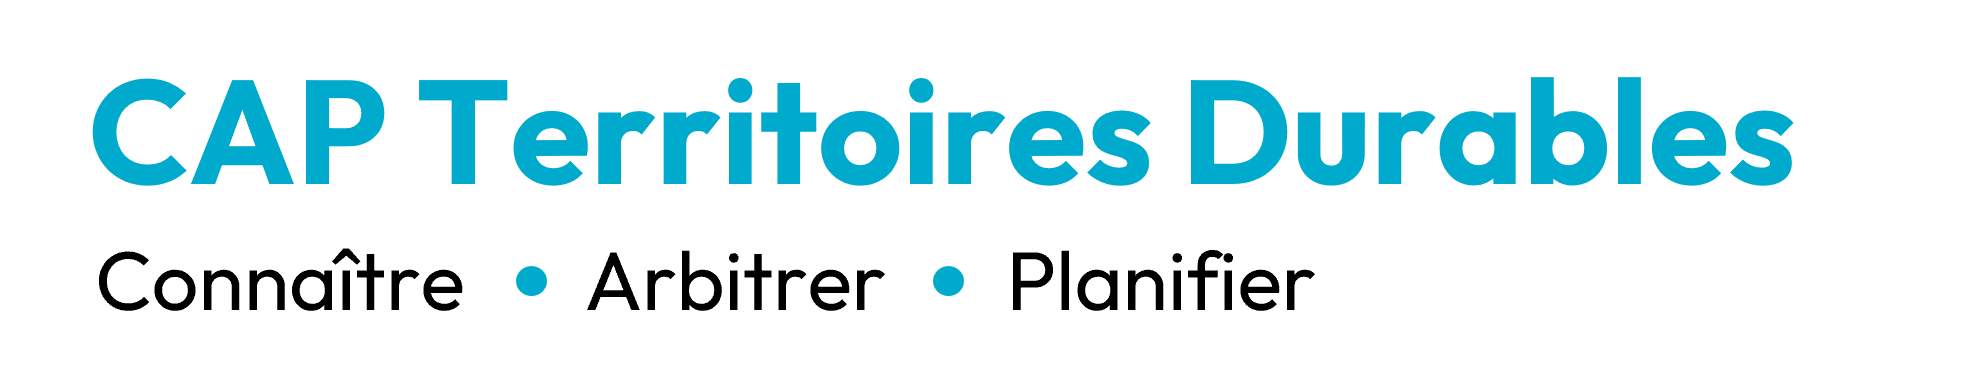 CAP Territoires Durables
Connaître • Arbitrer • Planifier